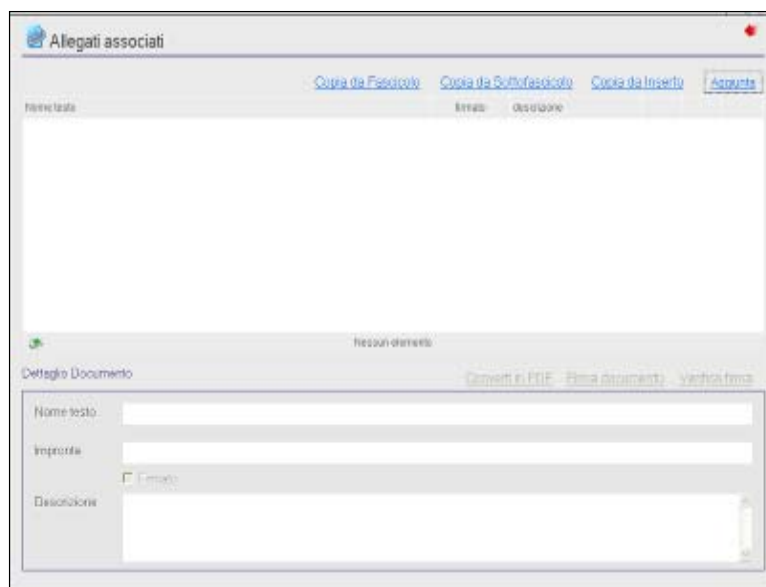 Allegati associati
Copia da Fascicolo Copia da Sottofascicolo Copia da Inserto Aggiunta
Nome testo firmato descrizione
Nessun elemento
Dettaglio Documento Converti in PDF Firma documento Verifica firma
Nome testo
Impronta
Firmato
Descrizione